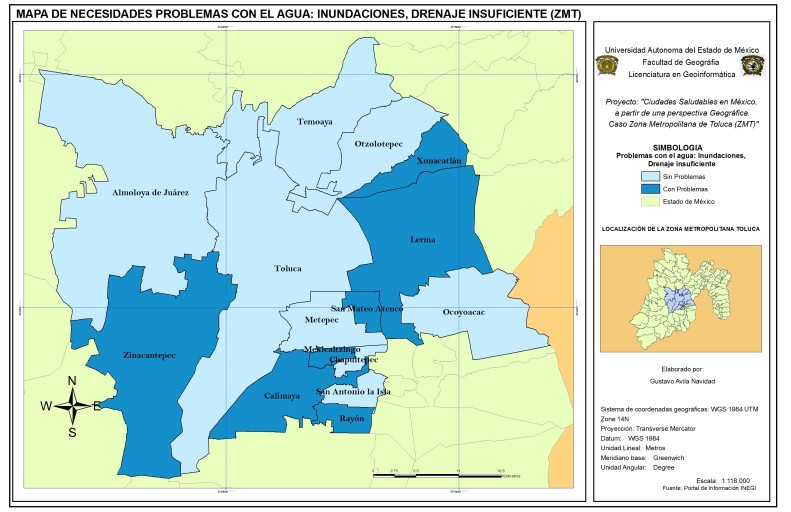 MAPA DE NECESIDADES PROBLEMAS CON EL AGUA: INUNDACIONES, DRENAJE INSUFICIENTE (ZMT)
Temoaya
Otzolotepec
Xonacatlán
Almoloya de Juárez
Lerma
Toluca
San Mateo Atenco
Metepec
Ocoyoacac
Mexicaltzingo
Chapultepec
Zinacantepec
San Antonio la Isla
Calimaya
Rayón
N
W E
S
Universidad Autonoma del Estado de México
Facultad de Geográfia
Licenciatura en Geoinformática
Proyecto: "Ciudades Saludables en México,
a partir de una perspectiva Geográfica.
Caso Zona Metropolitana de Toluca (ZMT)"
SIMBOLOGIA
Problemas con el agua: Inundaciones,
Drenaje insuficiente
Sin Problemas
Con Problemas
Estado de México
LOCALIZACIÓN DE LA ZONA METROPOLITANA TOLUCA
Elaborado por:
Gustavo Avila Navidad
Sistema de coordenadas geográficas: WGS 1984 UTM
Zone 14N
Proyección: Transverse Mercator
Datum: WGS 1984
Unidad Lineal: Metros
Meridiano base: Greenwich
Unidad Angular: Degree
Escala: 1:118,000
Fuente: Portal de información INEGI